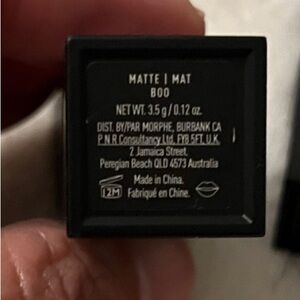 MATTE | MAT
BOO
NET WT. 3.5 g / 0.12 oz.
DIST. BY/PAR MORPHE, BURBANK CA
P N R Consultancy Ltd, FY8 5FT, U.K.
2 Jamaica Street,
Peregian Beach QLD 4573 Australia
12M
Made in China.
Fabriqué en Chine.